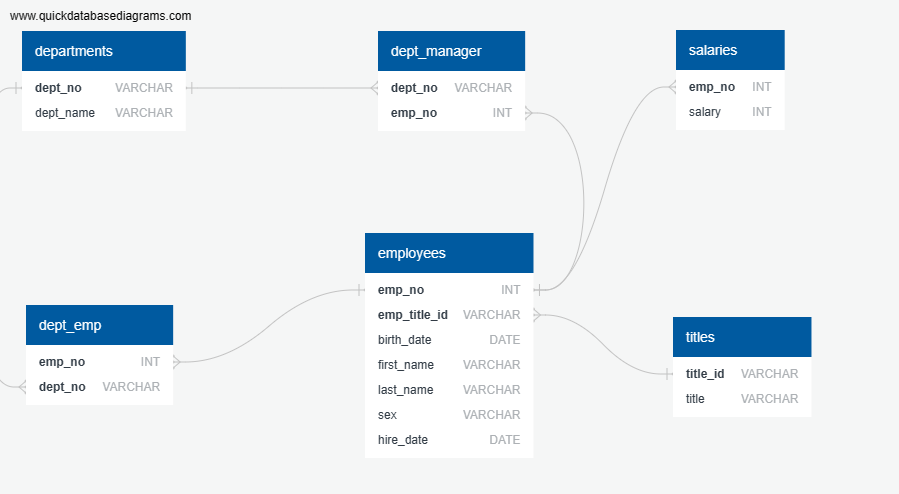 www.quickdatabasediagrams.com
departments
dept_no VARCHAR
dept_name VARCHAR
dept_manager
dept_no VARCHAR
emp_no INT
salaries
emp_no INT
salary INT
employees
emp_no INT
emp_title_id VARCHAR
birth_date DATE
first_name VARCHAR
last_name VARCHAR
sex VARCHAR
hire_date DATE
dept_emp
emp_no INT
dept_no VARCHAR
titles
title_id VARCHAR
title VARCHAR